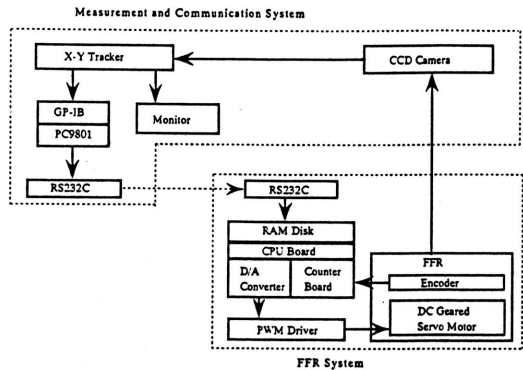 Measurement and Communication System
X-Y Tracker
CCD Camera
GP-IB
PC9801
Monitor
RS232C
RS232C
RAM Disk
CPU Board
D/A
Converter
Counter
Board
FFR
Encoder
DC Geared
Servo Motor
PWM Driver
FFR System